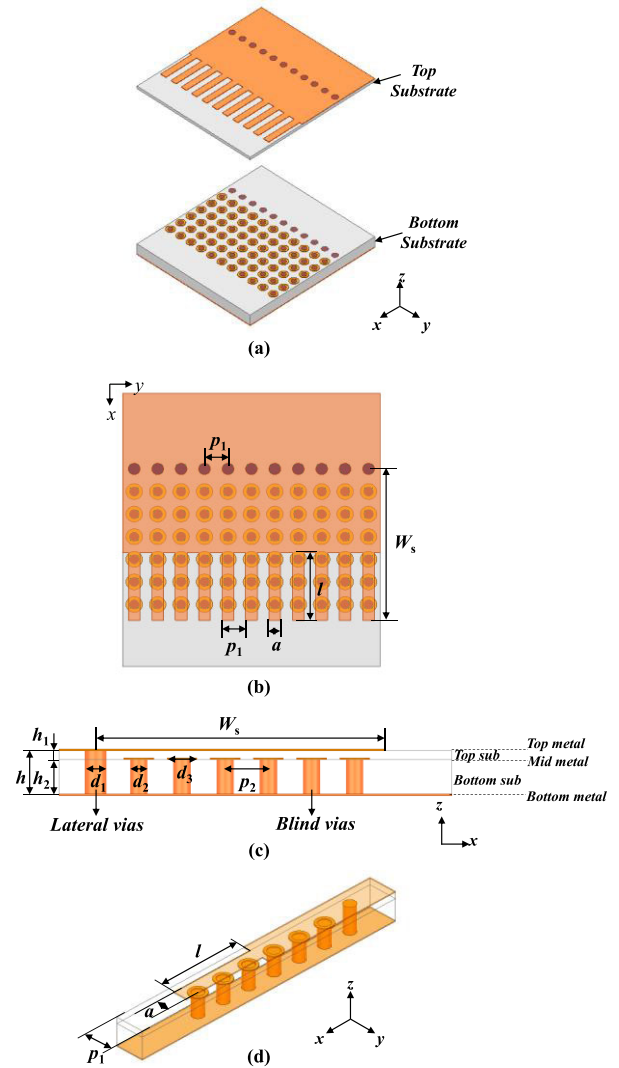 Top
Substrate
Bottom
Substrate
z
x
y
(a)
y
x
p1
Ws
l
p1
a
(b)
h1
Ws
Top metal
Top sub
Mid metal
h
h2
d1
d2
d3
p2
Bottom sub
Bottom metal
Lateral vias
Blind vias
z
x
(c)
l
a
p1
z
x
y
(d)